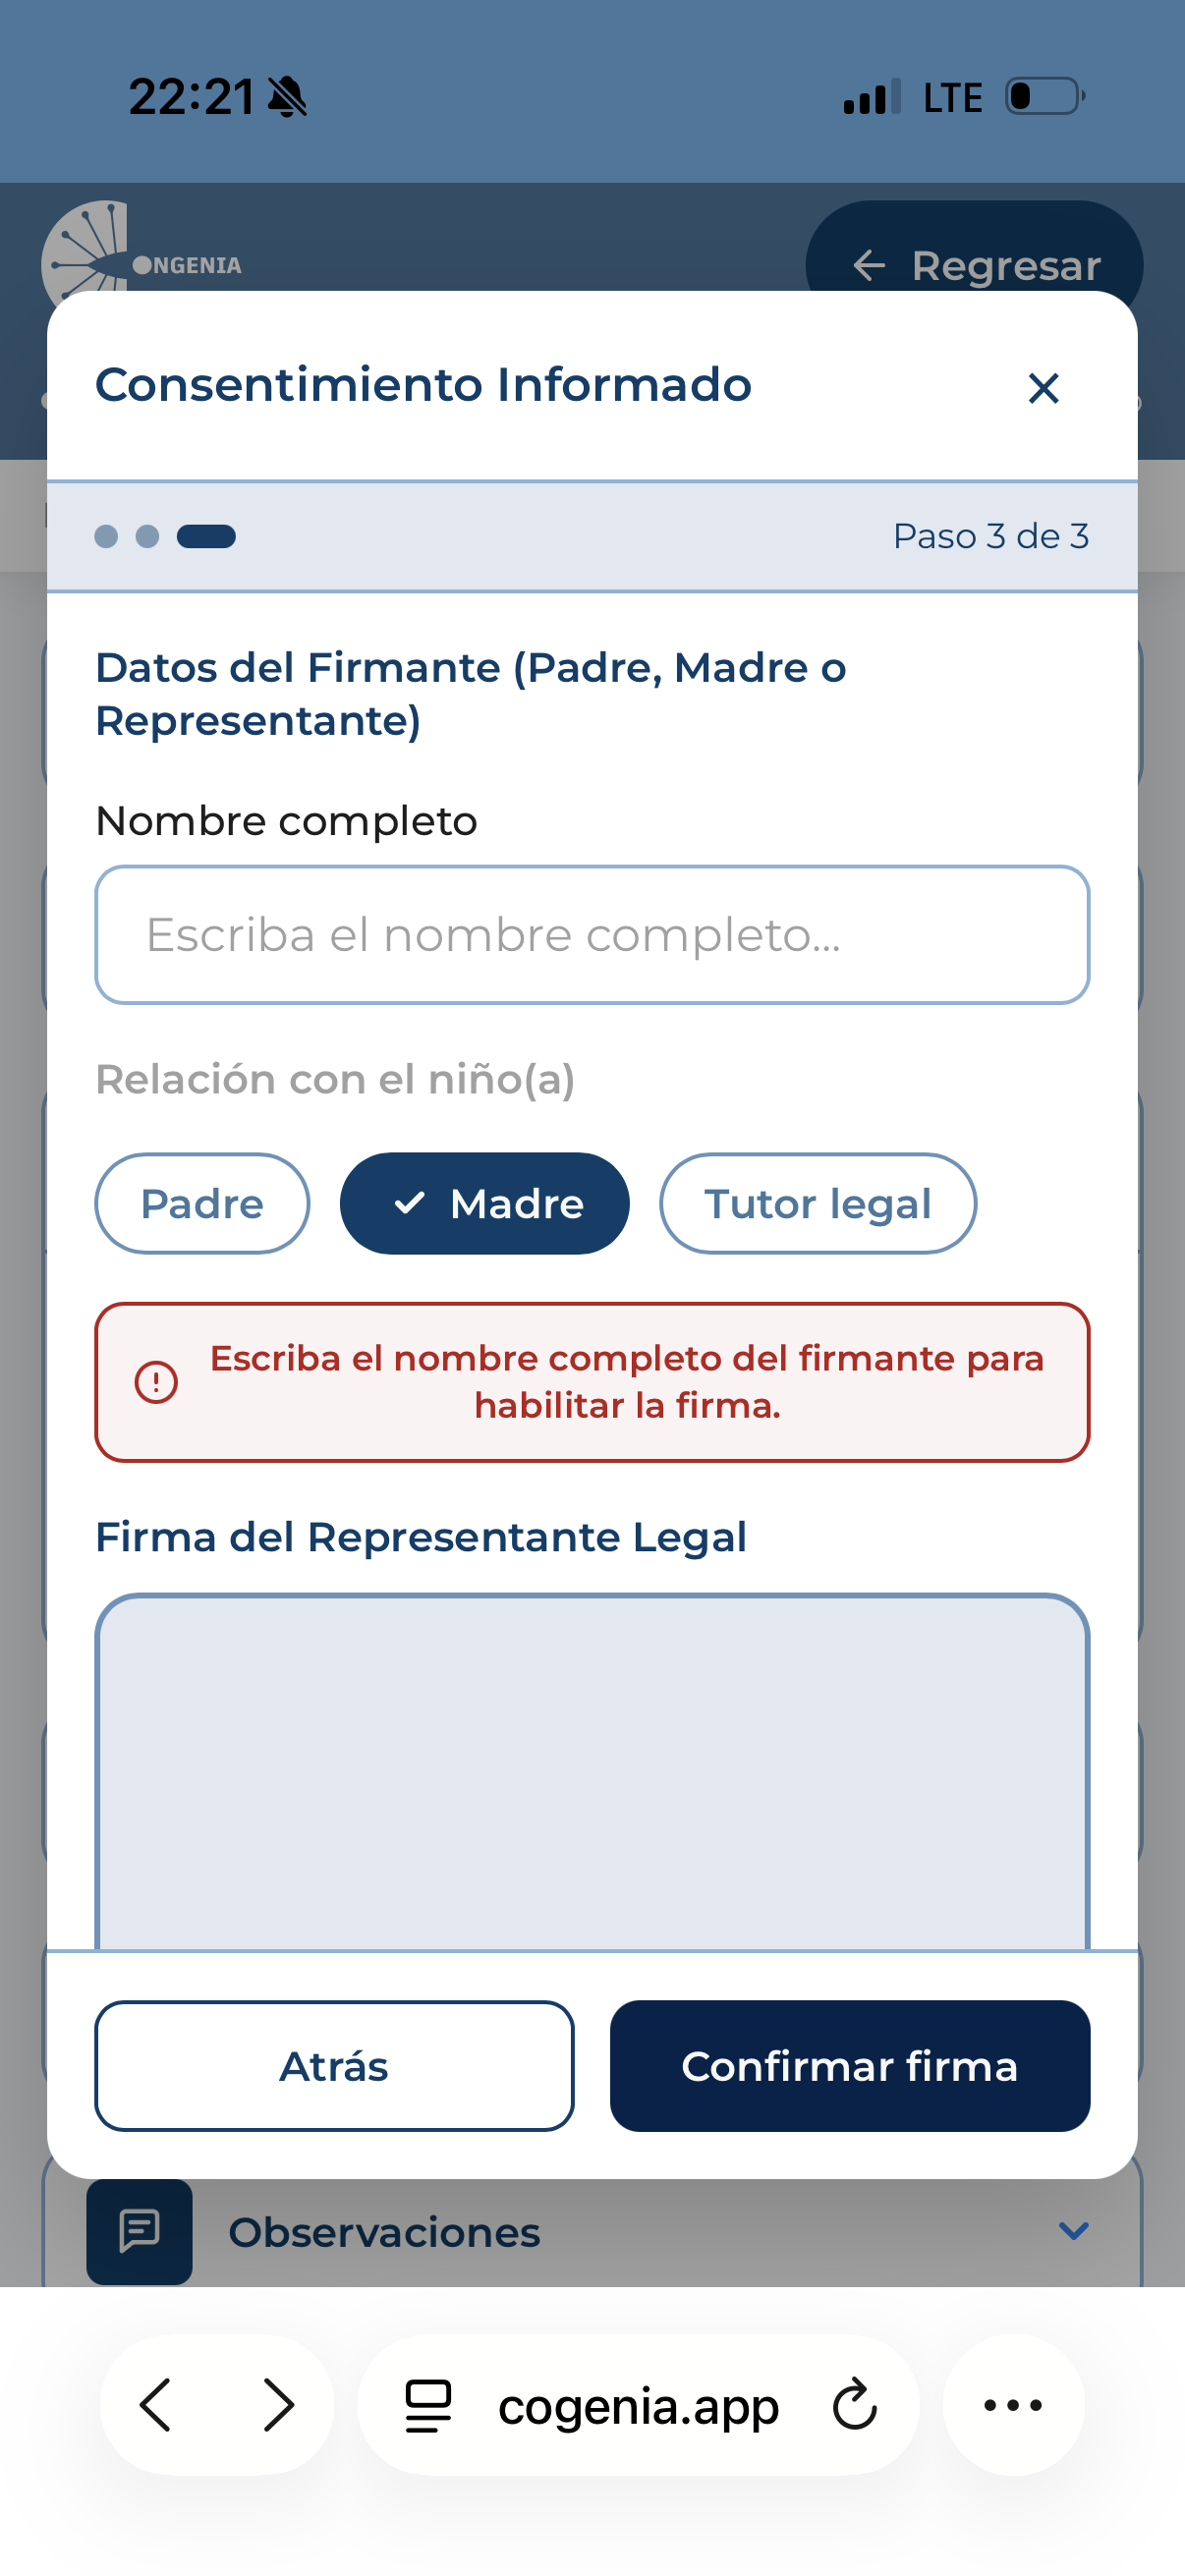 22:21
LTE
ONGENIA
Regresar
Consentimiento Informado
Paso 3 de 3
Datos del Firmante (Padre, Madre o
Representante)
Nombre completo
Escriba el nombre completo...
Relación con el niño(a)
Padre
Madre
Tutor legal
Escriba el nombre completo del firmante para
habilitar la firma.
Firma del Representante Legal
Atrás
Confirmar firma
Observaciones
cogenia.app